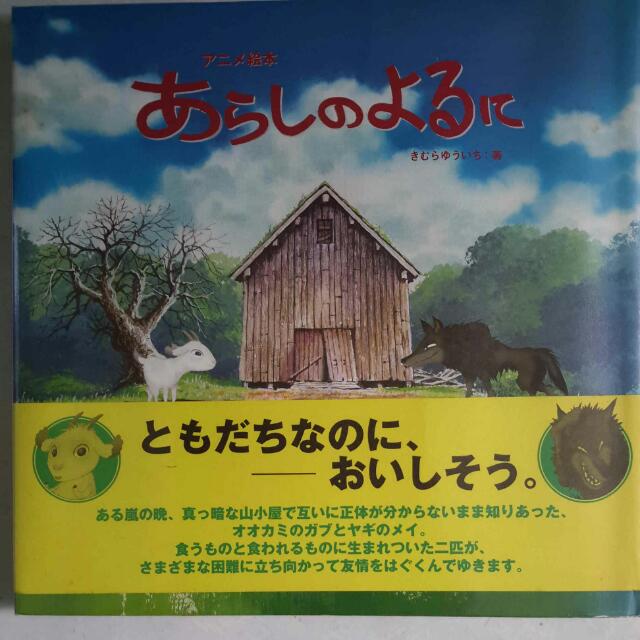 アニメ絵本
あらしのよるに
きむらゆういち:著
ともだちなのに、
——おいしそう。
ある嵐の晩、真っ暗な山小屋で互いに正体が分からないまま知りあった、
オオカミのガブとヤギのメイ。
食うものと食われるものに生まれついた二匹が、
さまざまな困難に立ち向かって友情をはぐくんでゆきます。